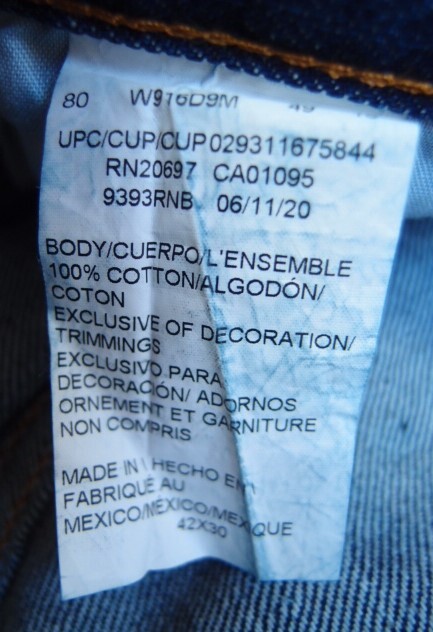 80 W916D9M
UPC/CUP/CUP 029311675844
RN20697 CA01095
9393RNB 06/11/20
BODY/CUERPO/L'ENSEMBLE
100% COTTON/ALGODÓN/
COTON
EXCLUSIVE OF DECORATION/
TRIMMINGS
EXCLUSIVO PARA
DECORACIÓN/ ADORNOS
ORNEMENT ET GARNITURE
NON COMPRIS
MADE IN \ HECHO EN\
FABRIQUÉ AU
MEXICO/MÉXICO/MEXIQUE
42X30